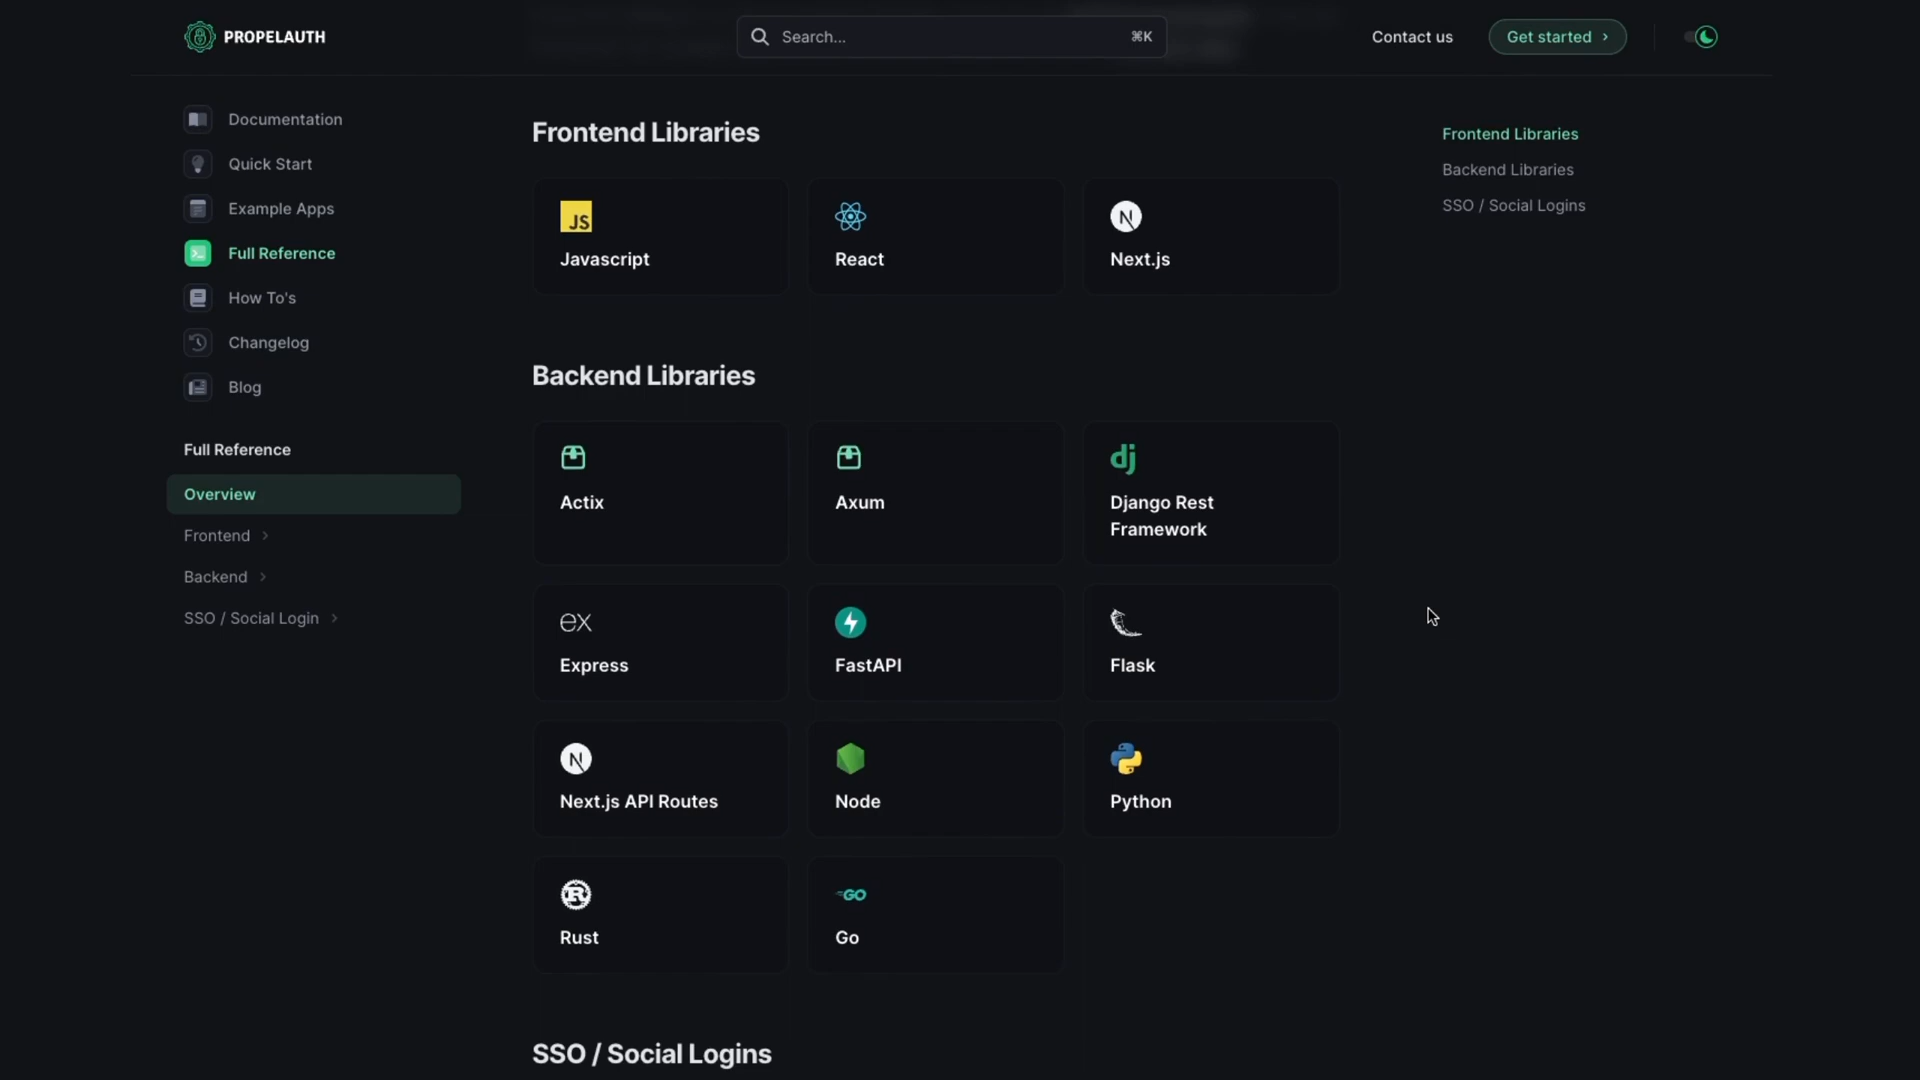 PROPELAUTH
Search...
⌘K
Contact us
Get started
Documentation
Quick Start
Example Apps
Full Reference
How To's
Changelog
Blog
Full Reference
Overview
Frontend
Backend
SSO / Social Login
Frontend Libraries
JS
Javascript
React
N
Next.js
Backend Libraries
Actix
Axum
dj
Django Rest
Framework
ex
Express
FastAPI
Flask
N
Next.js API Routes
Node
Python
R
Rust
GO
Go
SSO / Social Logins
Frontend Libraries
Backend Libraries
SSO / Social Logins